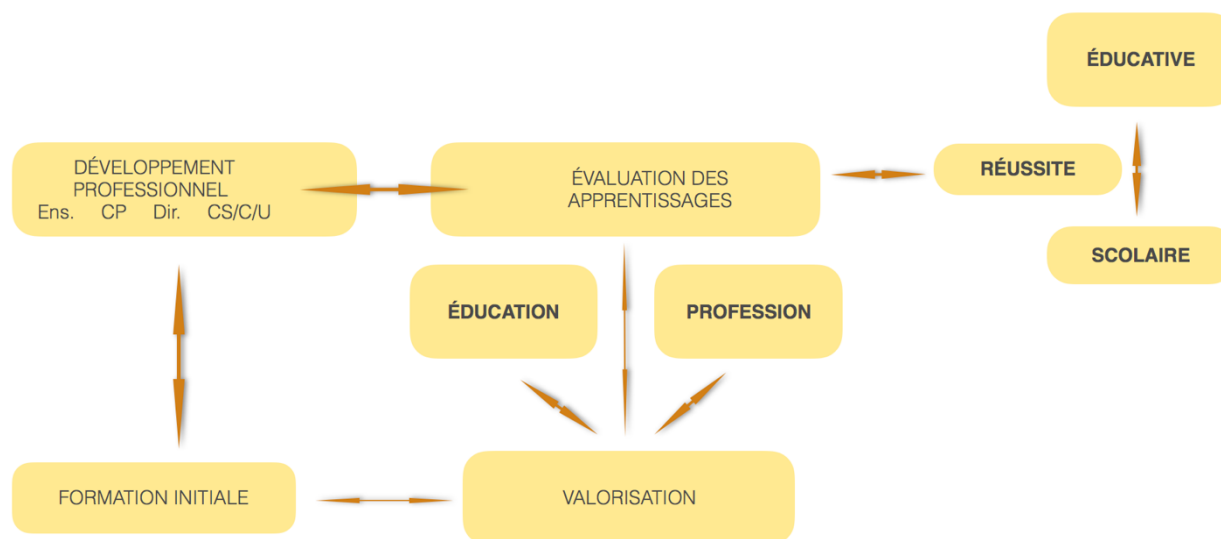 ÉDUCATIVE
DÉVELOPPEMENT
PROFESSIONNEL
Ens. CP Dir. CS/C/U
ÉVALUATION DES
APPRENTISSAGES
RÉUSSITE
SCOLAIRE
ÉDUCATION
PROFESSION
FORMATION INITIALE
VALORISATION